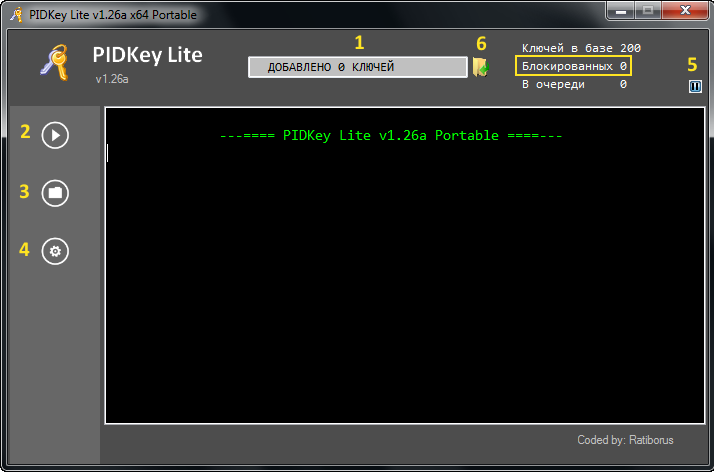 PIDKey Lite v1.26a x64 Portable
PIDKey Lite
v1.26a
1
ДОБАВЛЕНО 0 КЛЮЧЕЙ
6
Ключей в базе 200
Блокированных 0
В очереди 0
5
2
3
4
---==== PIDKey Lite v1.26a Portable ====---
Coded by: Ratiborus